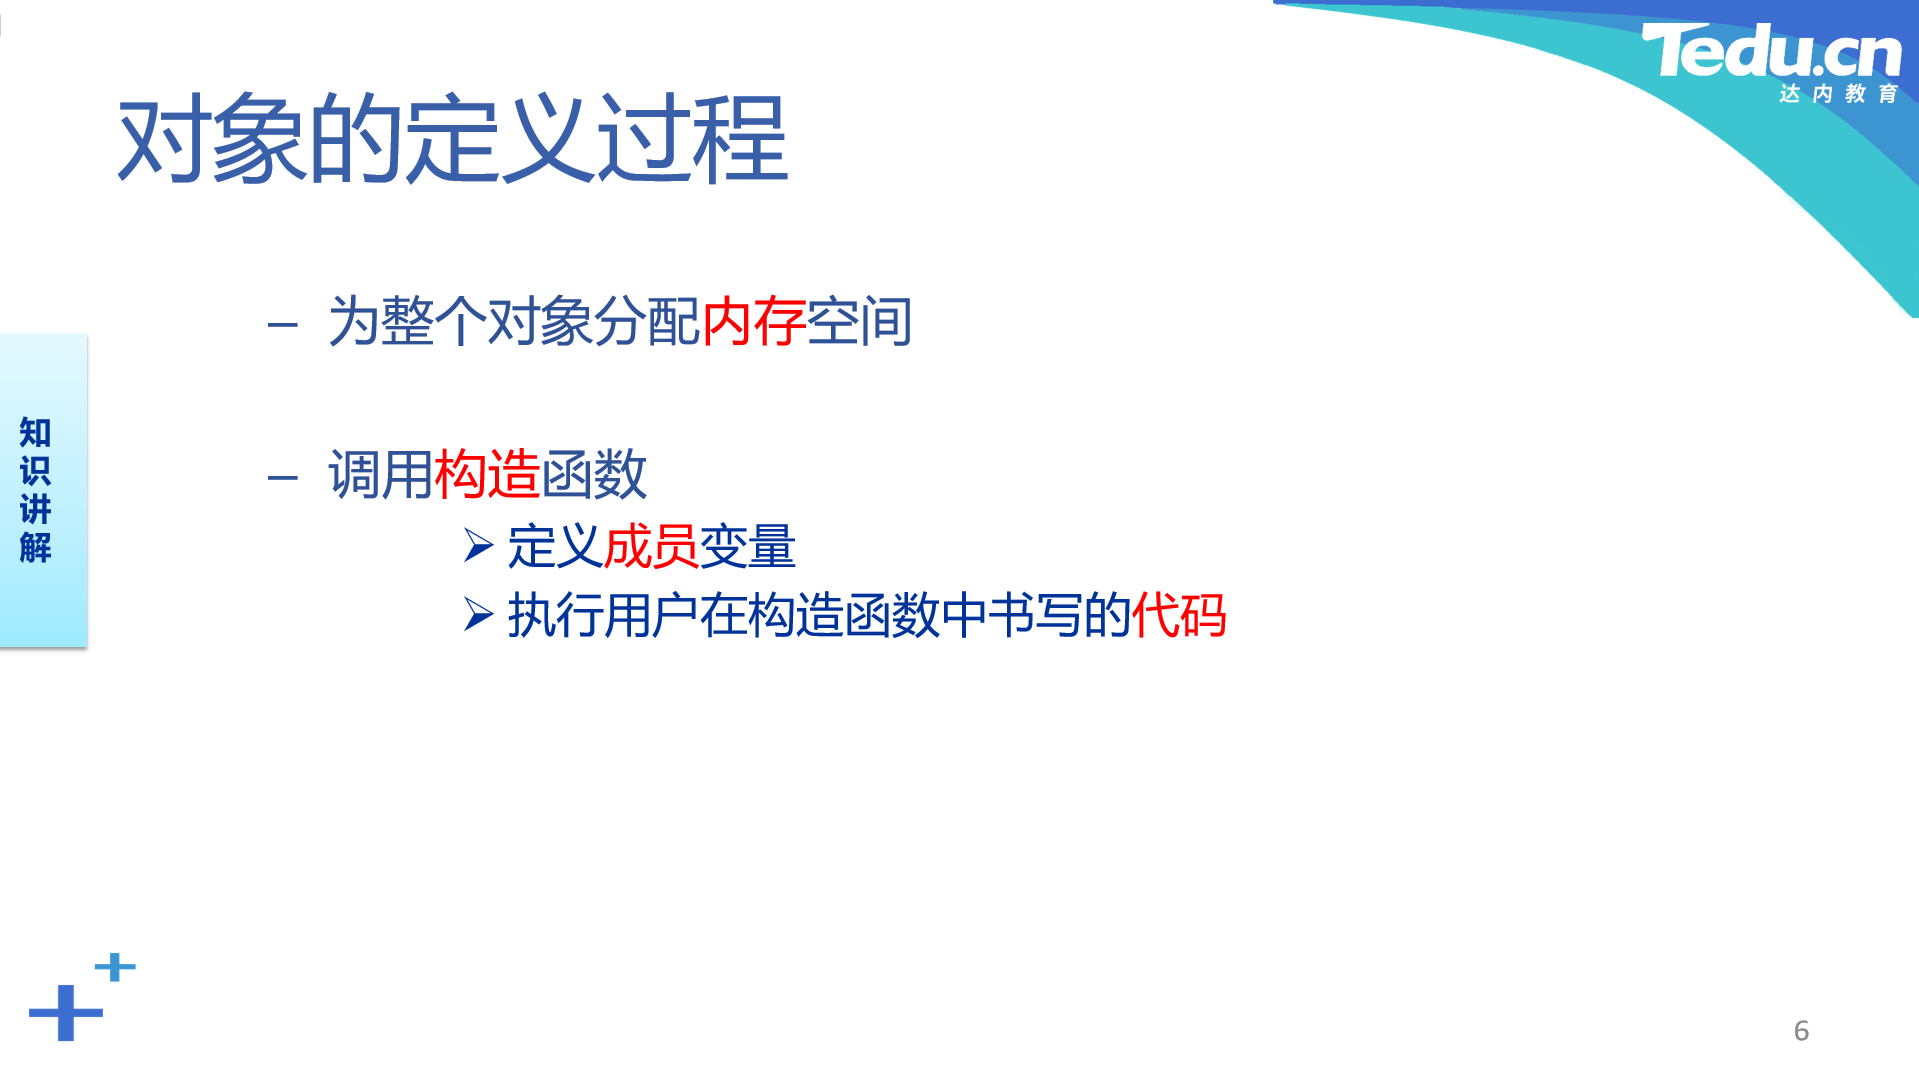 Tedu.cn
达内教育
对象的定义过程
– 为整个对象分配内存空间
知识讲解
– 调用构造函数
➢ 定义成员变量
➢ 执行用户在构造函数中书写的代码
6